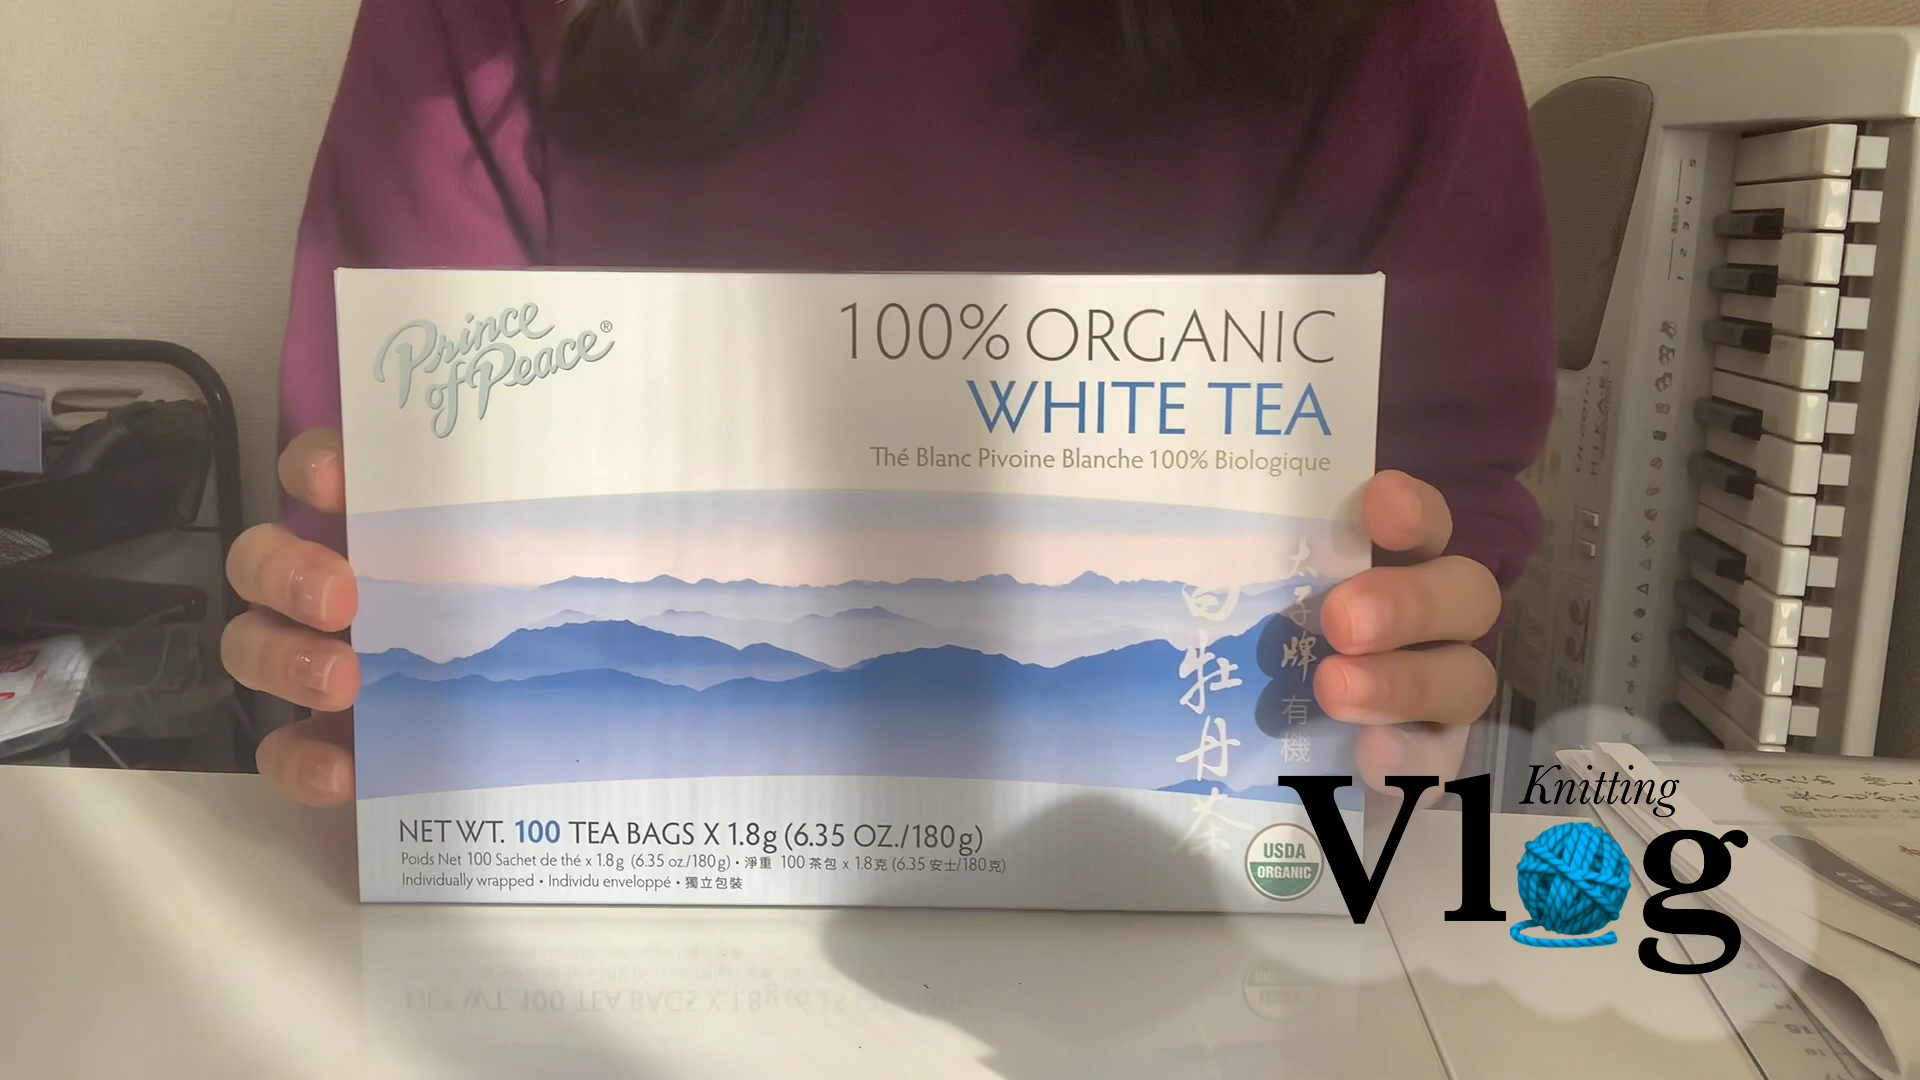 Prince
of Peace®
100% ORGANIC
WHITE TEA
Thé Blanc Pivoine Blanche 100% Biologique
太子牌有機
白牡丹茶
NET WT. 100 TEA BAGS X 1.8g (6.35 OZ./180g)
Poids Net 100 Sachet de thé x 1.8g (6.35 oz./180g) • 淨重 100 茶包 x 1.8克 (6.35 安士/180克)
Individually wrapped • Individu enveloppé • 獨立包裝
USDA
ORGANIC
Knitting
Vlog